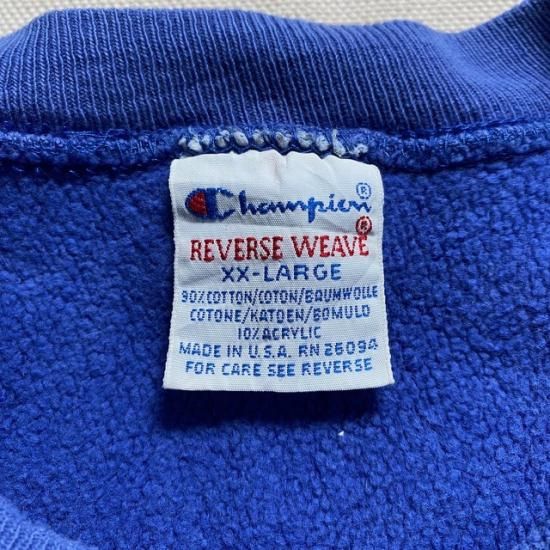 Champion®
REVERSE WEAVE®
XX-LARGE
90%COTTON/COTON/BAUMWOLLE
COTONE/KATOEN/BOMULD
10%ACRYLIC
MADE IN U.S.A. RN 26094
FOR CARE SEE REVERSE